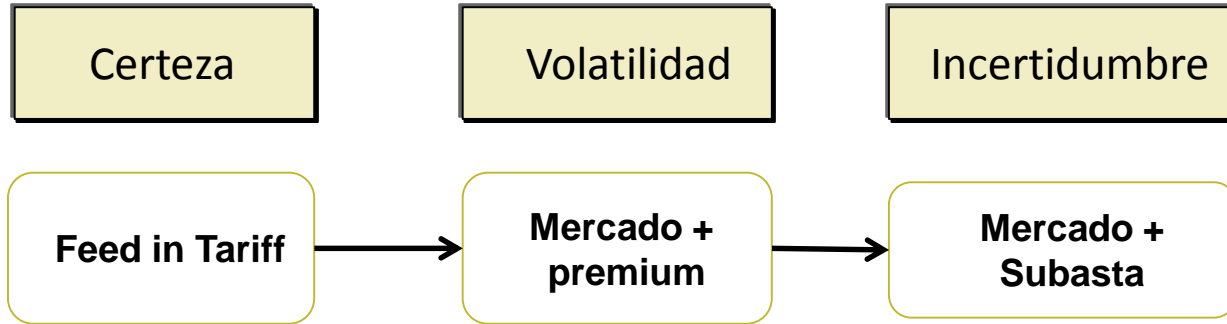 Certeza
Volatilidad
Incertidumbre
Feed in Tariff
Mercado +
premium
Mercado +
Subasta